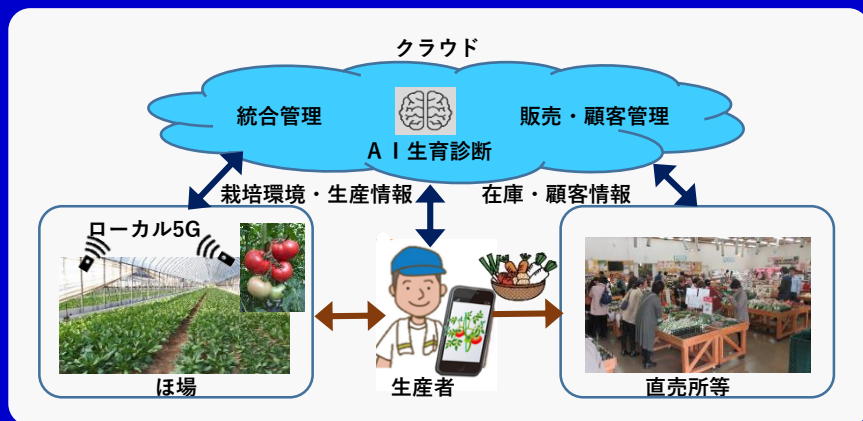 クラウド
統合管理
販売・顧客管理
ＡＩ生育診断
栽培環境・生産情報
在庫・顧客情報
ローカル5G
ほ場
生産者
直売所等